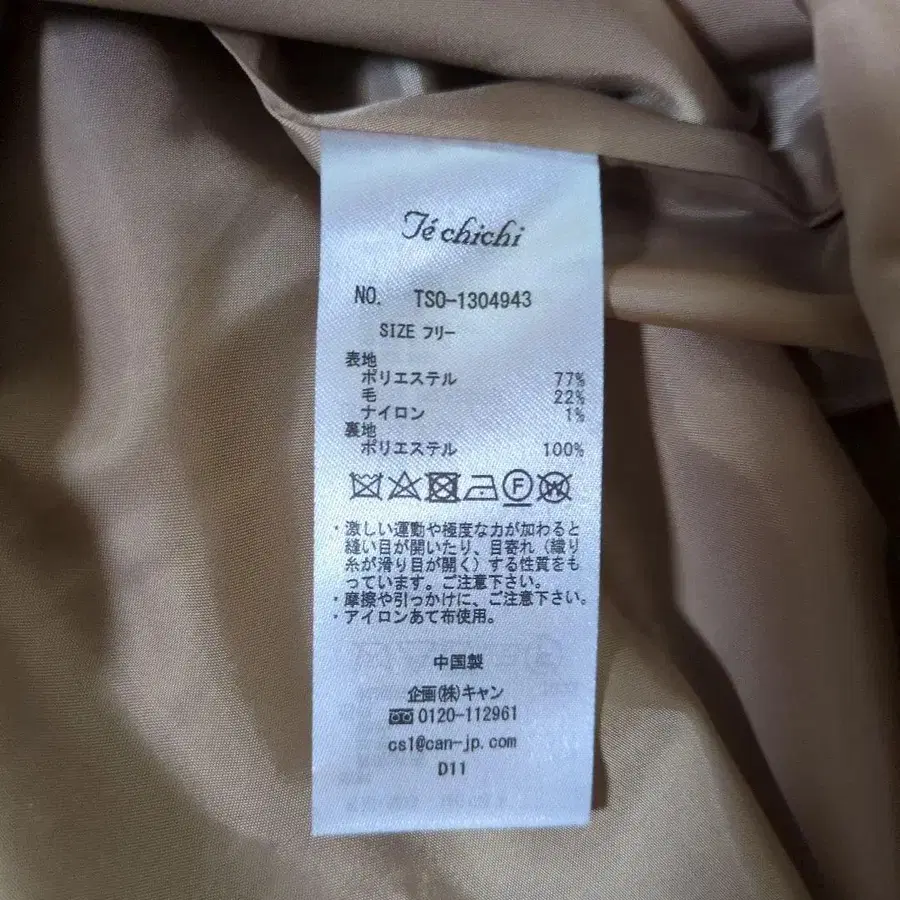 Té chichi
NO. TSO-1304943
SIZE フリー
表地
ポリエステル 77%
毛 22%
ナイロン 1%
裏地
ポリエステル 100%
F W
・激しい運動や極度な力が加わると
縫い目が開いたり、目寄れ（織り
糸が滑り目が開く）する性質をも
っています。ご注意下さい。
・摩擦や引っかけに、ご注意下さい。
・アイロンあて布使用。
中国製
企画(株)キャン
0120-112961
cs1@can-jp.com
D11